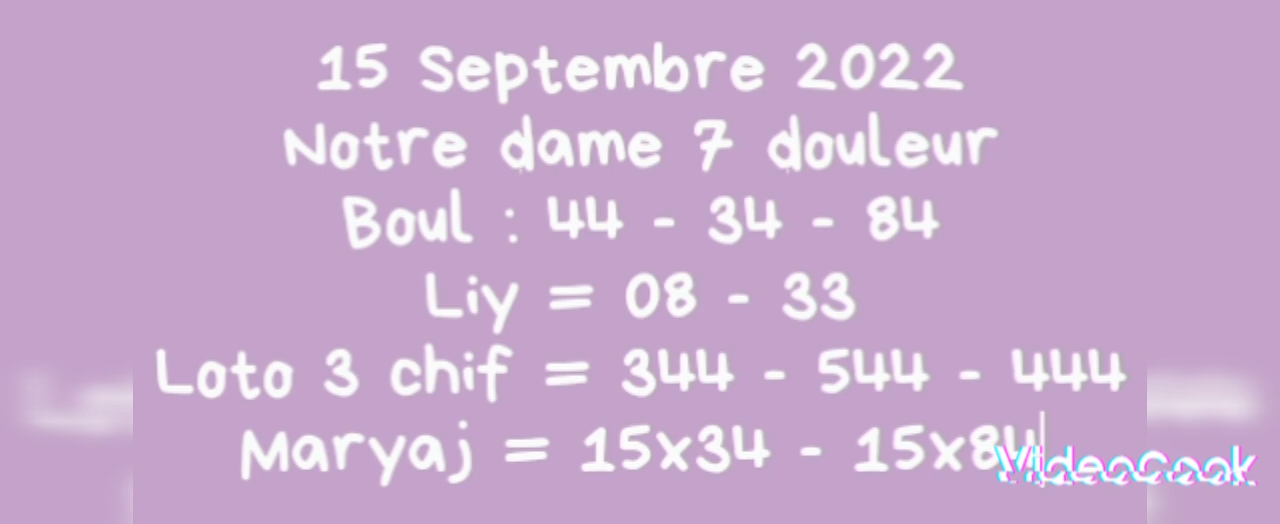 15 Septembre 2022
Notre dame 7 douleur
Boul : 44 - 34 - 84
Liy = 08 - 33
Loto 3 chif = 344 - 544 - 444
Maryaj = 15x34 - 15x84
VideoCook